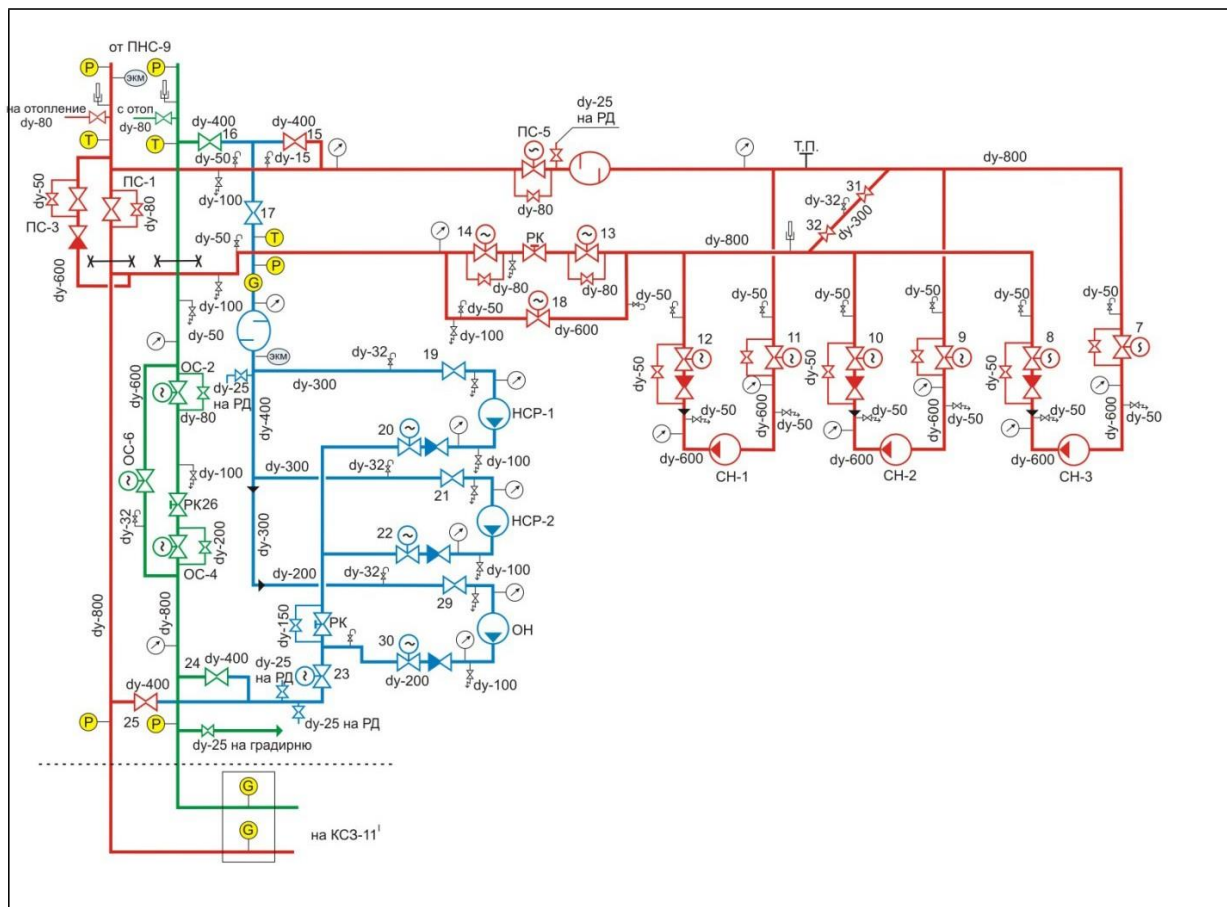 от ПНС-9
P
P
ЭКМ
на отопление
dy-80
с отоп
dy-80
T
T
dy-400
16
dy-400
15
dy-50
dy-15
dy-100
17
dy-25
на РД
ПС-5
dy-80
Т.П.
dy-800
31
dy-32
32
dy-300
dy-50
ПС-1
dy-80
ПС-3
dy-600
dy-50
T
P
G
14
РК
13
dy-80
dy-80
dy-800
18
dy-50
dy-100
dy-600
dy-100
dy-50
ЭКМ
dy-25
на РД
dy-400
dy-50
dy-50
12
dy-50
11
dy-50
dy-50
dy-600
dy-50
dy-600
СН-1
dy-50
10
dy-50
9
dy-50
dy-50
dy-600
dy-50
dy-600
СН-2
dy-50
8
dy-50
7
dy-50
dy-50
dy-600
dy-50
dy-600
СН-3
dy-600
ОС-2
dy-80
ОС-6
dy-100
РК26
dy-32
dy-200
ОС-4
dy-32
19
dy-300
НСР-1
20
dy-100
dy-32
dy-300
21
НСР-2
22
dy-100
dy-300
dy-200
dy-32
29
ОН
dy-150
РК
30
dy-200
dy-100
23
dy-800
dy-800
24
dy-400
dy-25
на РД
dy-400
25
dy-25 на РД
P
P
dy-25 на градирню
G
G
на КСЗ-11ᴵ